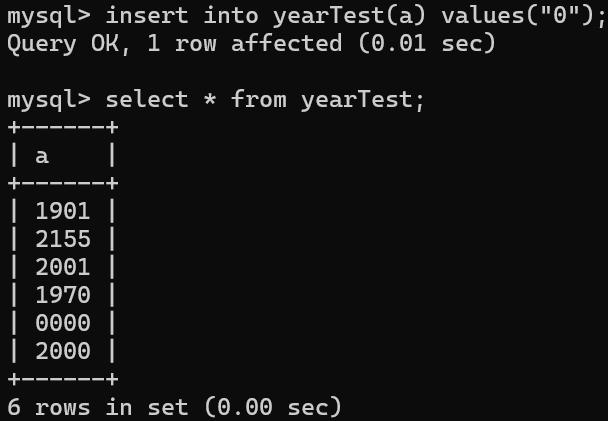 mysql> insert into yearTest(a) values("0");
Query OK, 1 row affected (0.01 sec)

mysql> select * from yearTest;
+------+
| a    |
+------+
| 1901 |
| 2155 |
| 2001 |
| 1970 |
| 0000 |
| 2000 |
+------+
6 rows in set (0.00 sec)